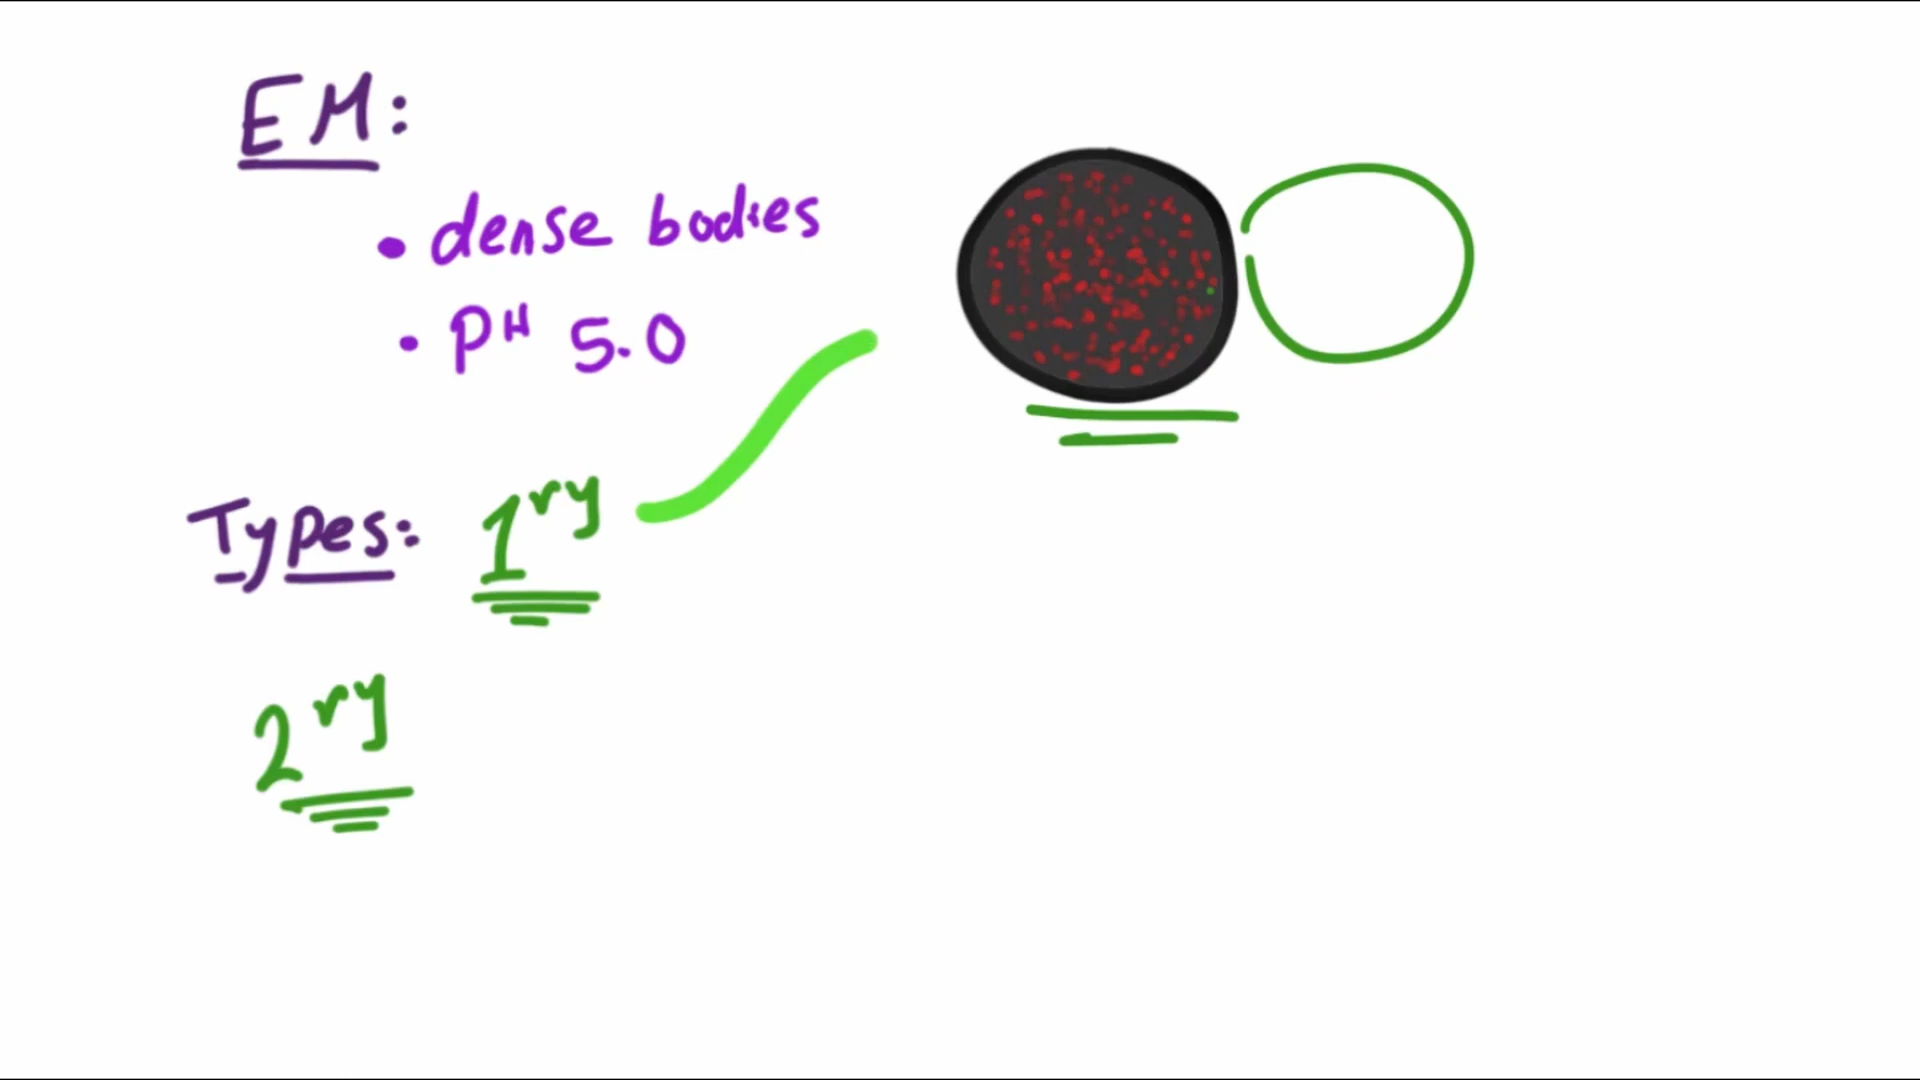 EM:
• dense bodies
• PH 5.0
Types: 1ry
2ry